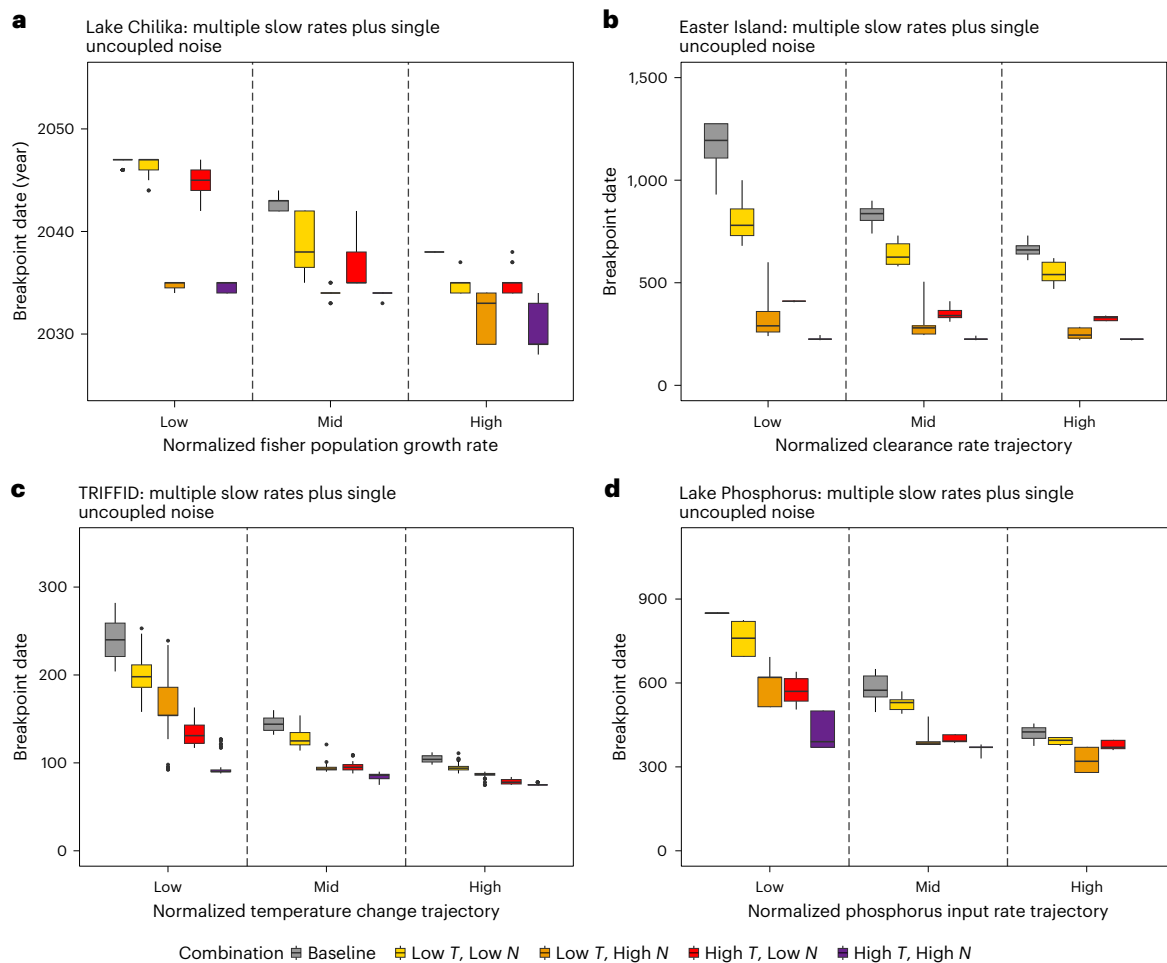 a
Lake Chilika: multiple slow rates plus single
uncoupled noise
Breakpoint date (year)
2050
2040
2030
Low Mid High
Normalized fisher population growth rate
b
Easter Island: multiple slow rates plus single
uncoupled noise
Breakpoint date
1,500
1,000
500
0
Low Mid High
Normalized clearance rate trajectory
c
TRIFFID: multiple slow rates plus single
uncoupled noise
Breakpoint date
300
200
100
0
Low Mid High
Normalized temperature change trajectory
d
Lake Phosphorus: multiple slow rates plus single
uncoupled noise
Breakpoint date
900
600
300
0
Low Mid High
Normalized phosphorus input rate trajectory
Combination Baseline Low T, Low N Low T, High N High T, Low N High T, High N